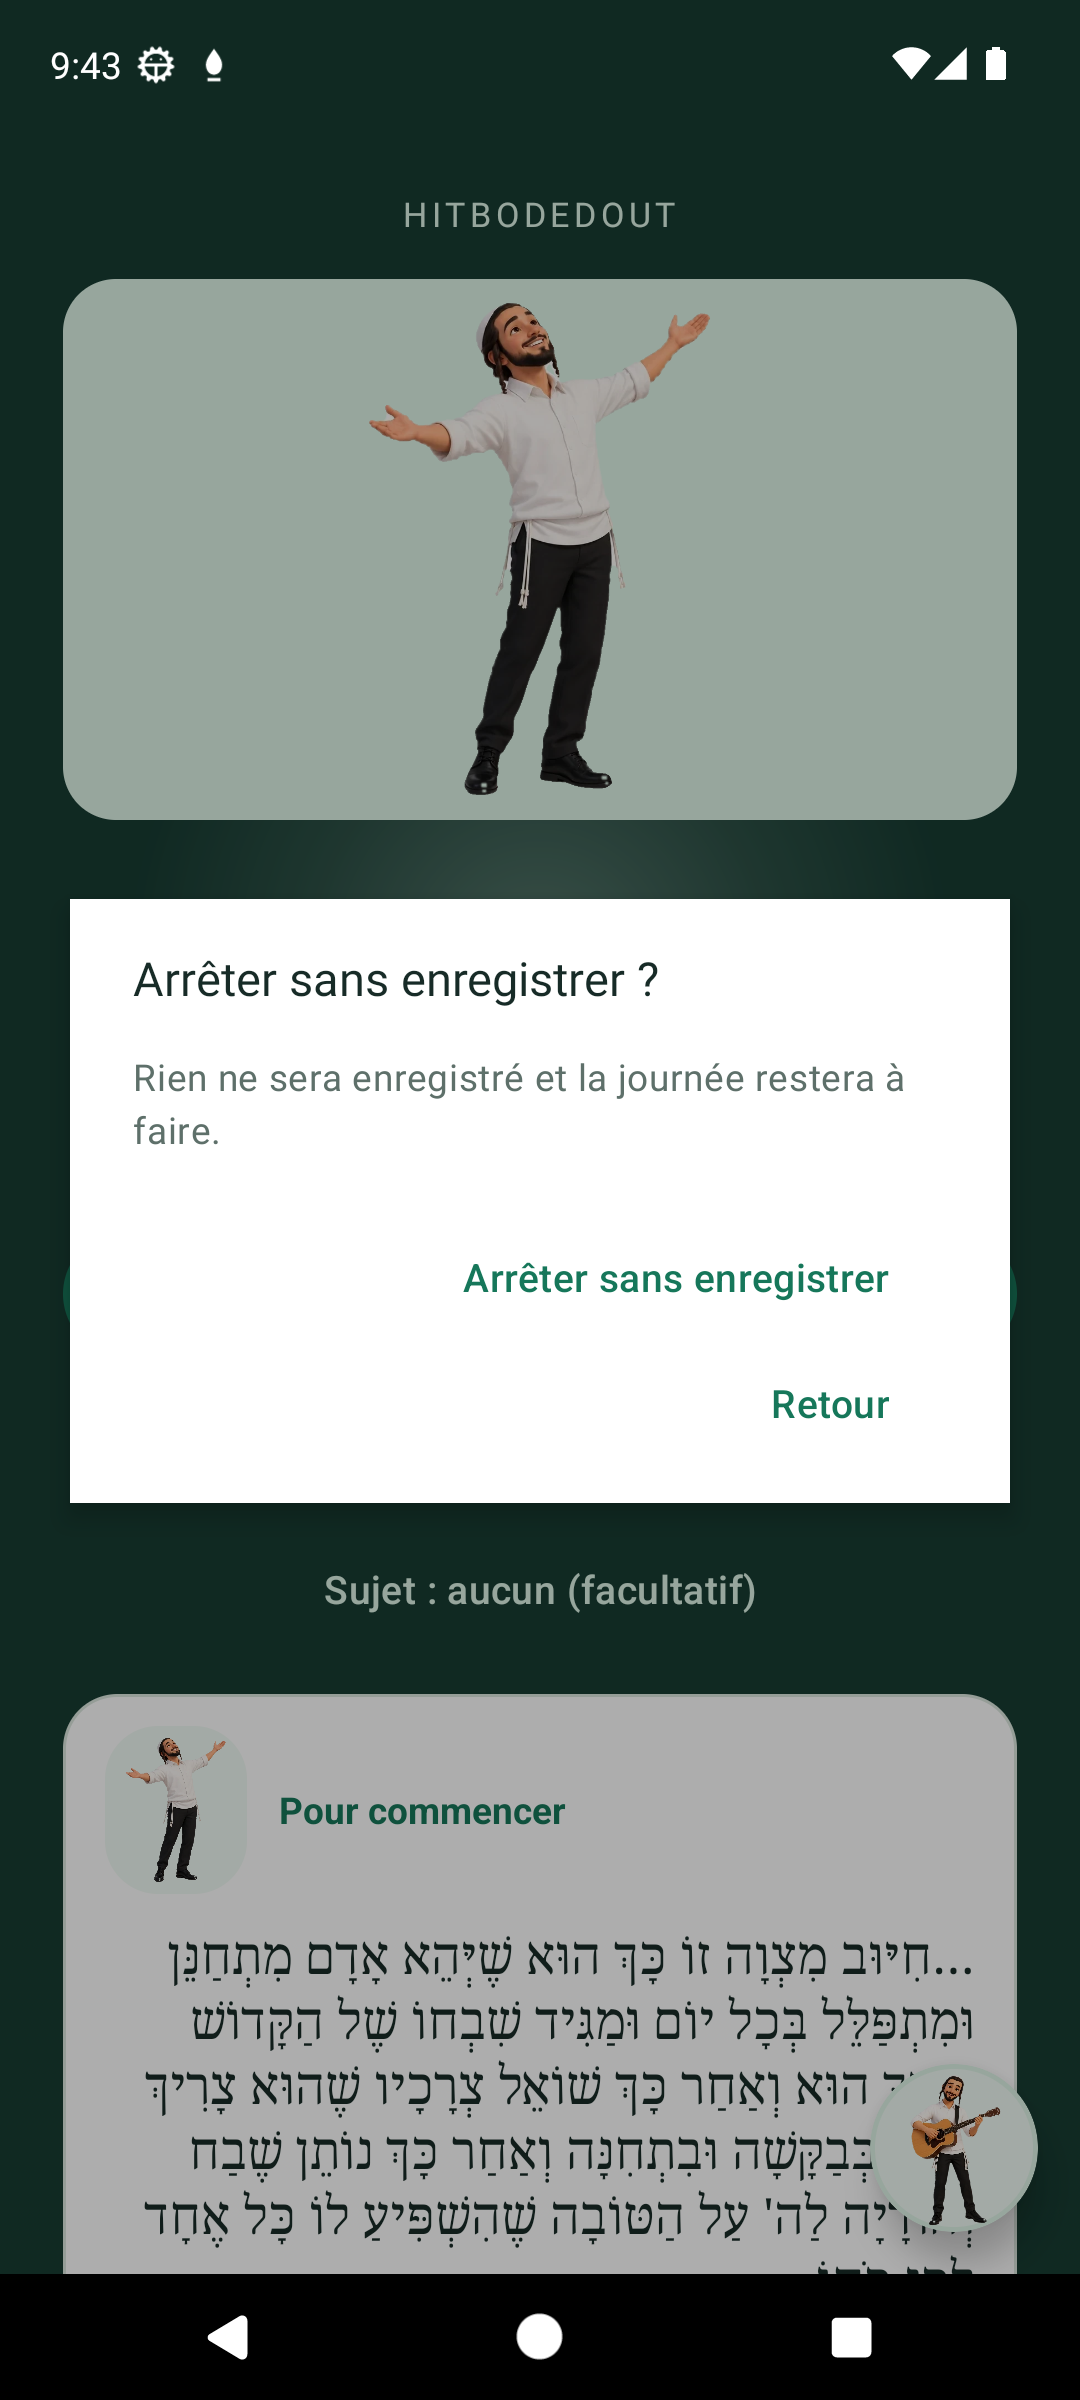 9:43
HITBODEDOUT
Arrêter sans enregistrer ?
Rien ne sera enregistré et la journée restera à
faire.
Arrêter sans enregistrer
Retour
Sujet : aucun (facultatif)
Pour commencer
...חִיּוּב מִצְוָה זוֹ כָּךְ הוּא שֶׁיְּהֵא אָדָם מִתְחַנֵּן
וּמִתְפַּלֵּל בְּכָל יוֹם וּמַגִּיד שִׁבְחוֹ שֶׁל הַקָּדוֹשׁ
הוּא וְאַחַר כָּךְ שׁוֹאֵל צְרָכָיו שֶׁהוּא צָרִיךְ
בְּבַקָּשָׁה וּבִתְחִנָּה וְאַחַר כָּךְ נוֹתֵן שֶׁבַח
לַה' עַל הַטּוֹבָה שֶׁהִשְׁפִּיעַ לוֹ כָּל אֶחָד